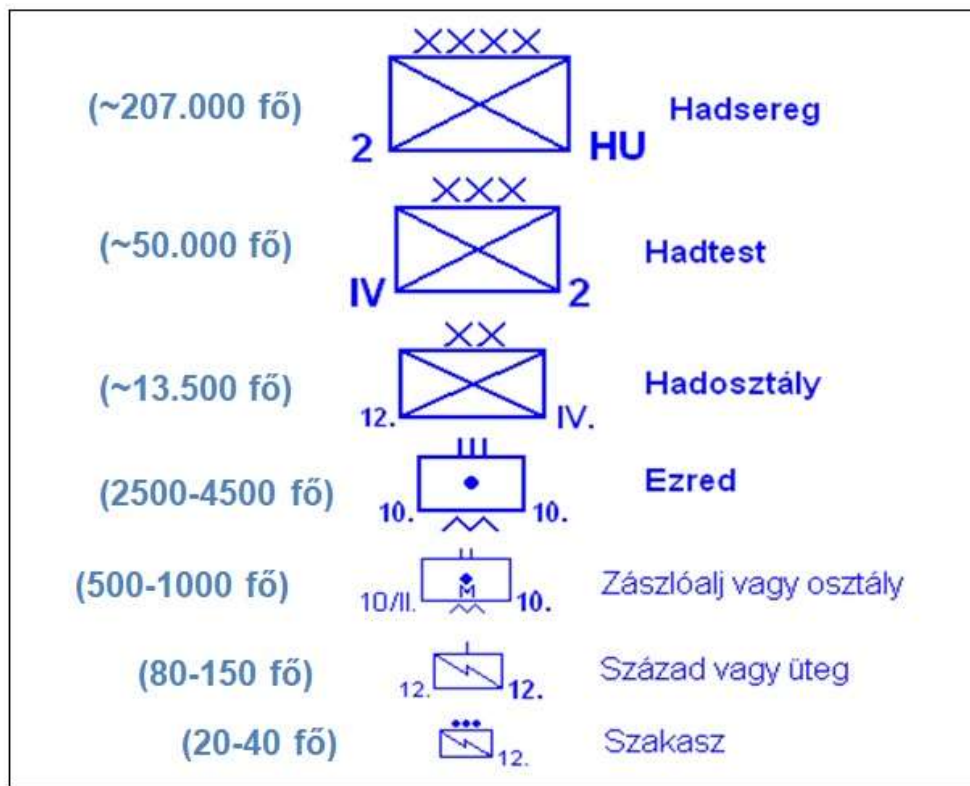 XXXX
(~207.000 fő) Hadsereg
2 HU
XXX
(~50.000 fő) Hadtest
IV 2
XX
(~13.500 fő) Hadosztály
12. IV.
III
(2500-4500 fő) Ezred
10. 10.
II
(500-1000 fő) M Zászlóalj vagy osztály
10/II. 10.
I
(80-150 fő) Század vagy üteg
12. 12.
(20-40 fő) Szakasz
12.